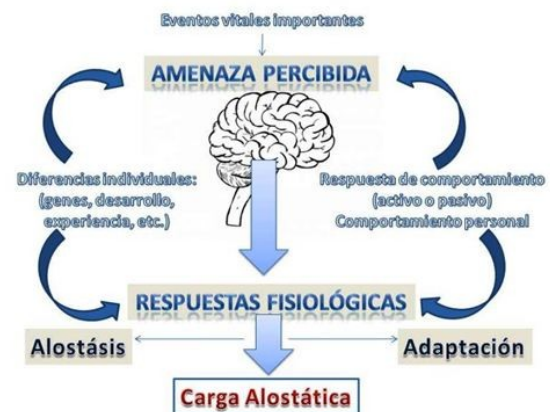 Eventos vitales importantes
AMENAZA PERCIBIDA
Diferencias individuales:
(genes, desarrollo,
experiencia, etc.)
Respuesta de comportamiento
(activo o pasivo)
Comportamiento personal
RESPUESTAS FISIOLÓGICAS
Alostásis
Adaptación
Carga Alostática